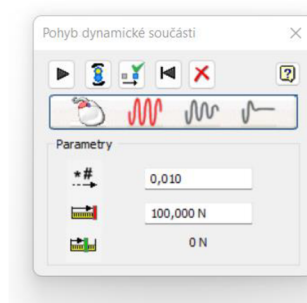 Pohyb dynamické součásti
Parametry
*#
0,010
100,000 N
0 N